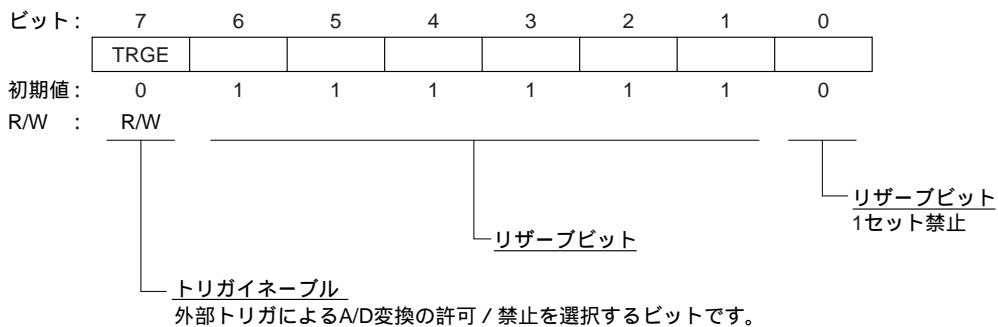 ビット : 7 6 5 4 3 2 1 0
TRGE
初期値 : 0 1 1 1 1 1 1 0
R/W : R/W
リザーブビット
1セット禁止
リザーブビット
トリガイネーブル
外部トリガによるA/D変換の許可 / 禁止を選択するビットです。